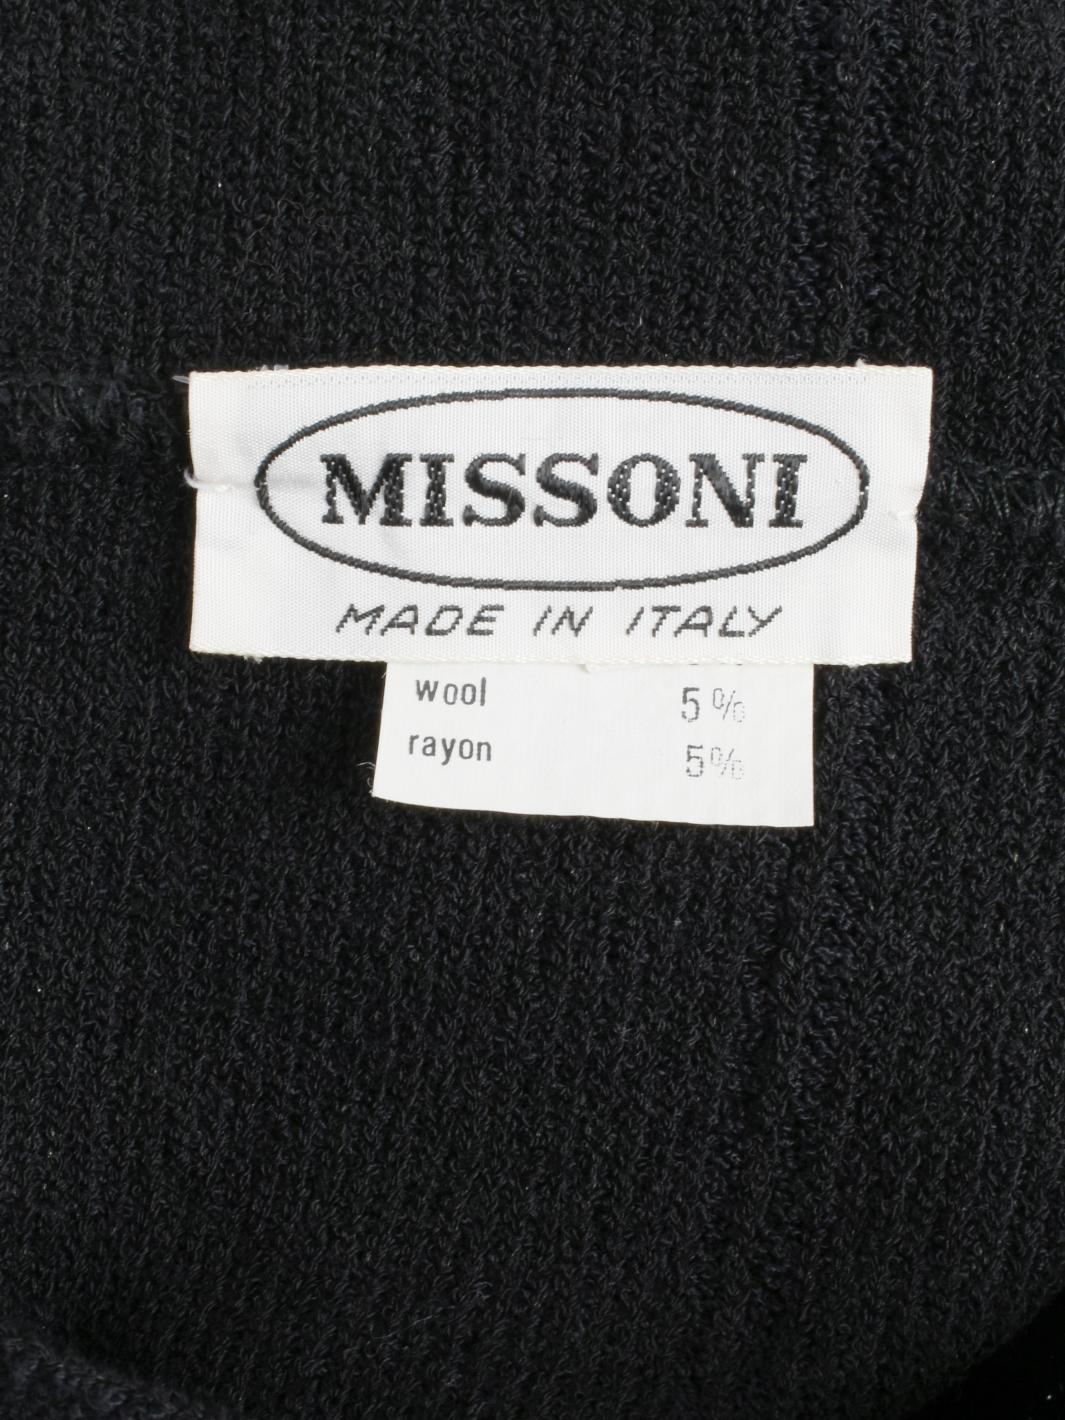 MISSONI
MADE IN ITALY
wool 5%
rayon 5%